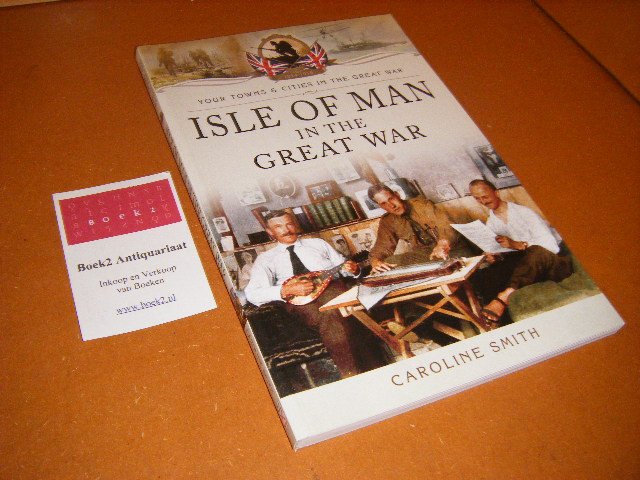 YOUR TOWNS & CITIES IN THE GREAT WAR
ISLE OF MAN
IN THE
GREAT WAR
CAROLINE SMITH
BOEK2
Boek2 Antiquariaat
Inkoop en Verkoop
van Boeken
www.boek2.nl